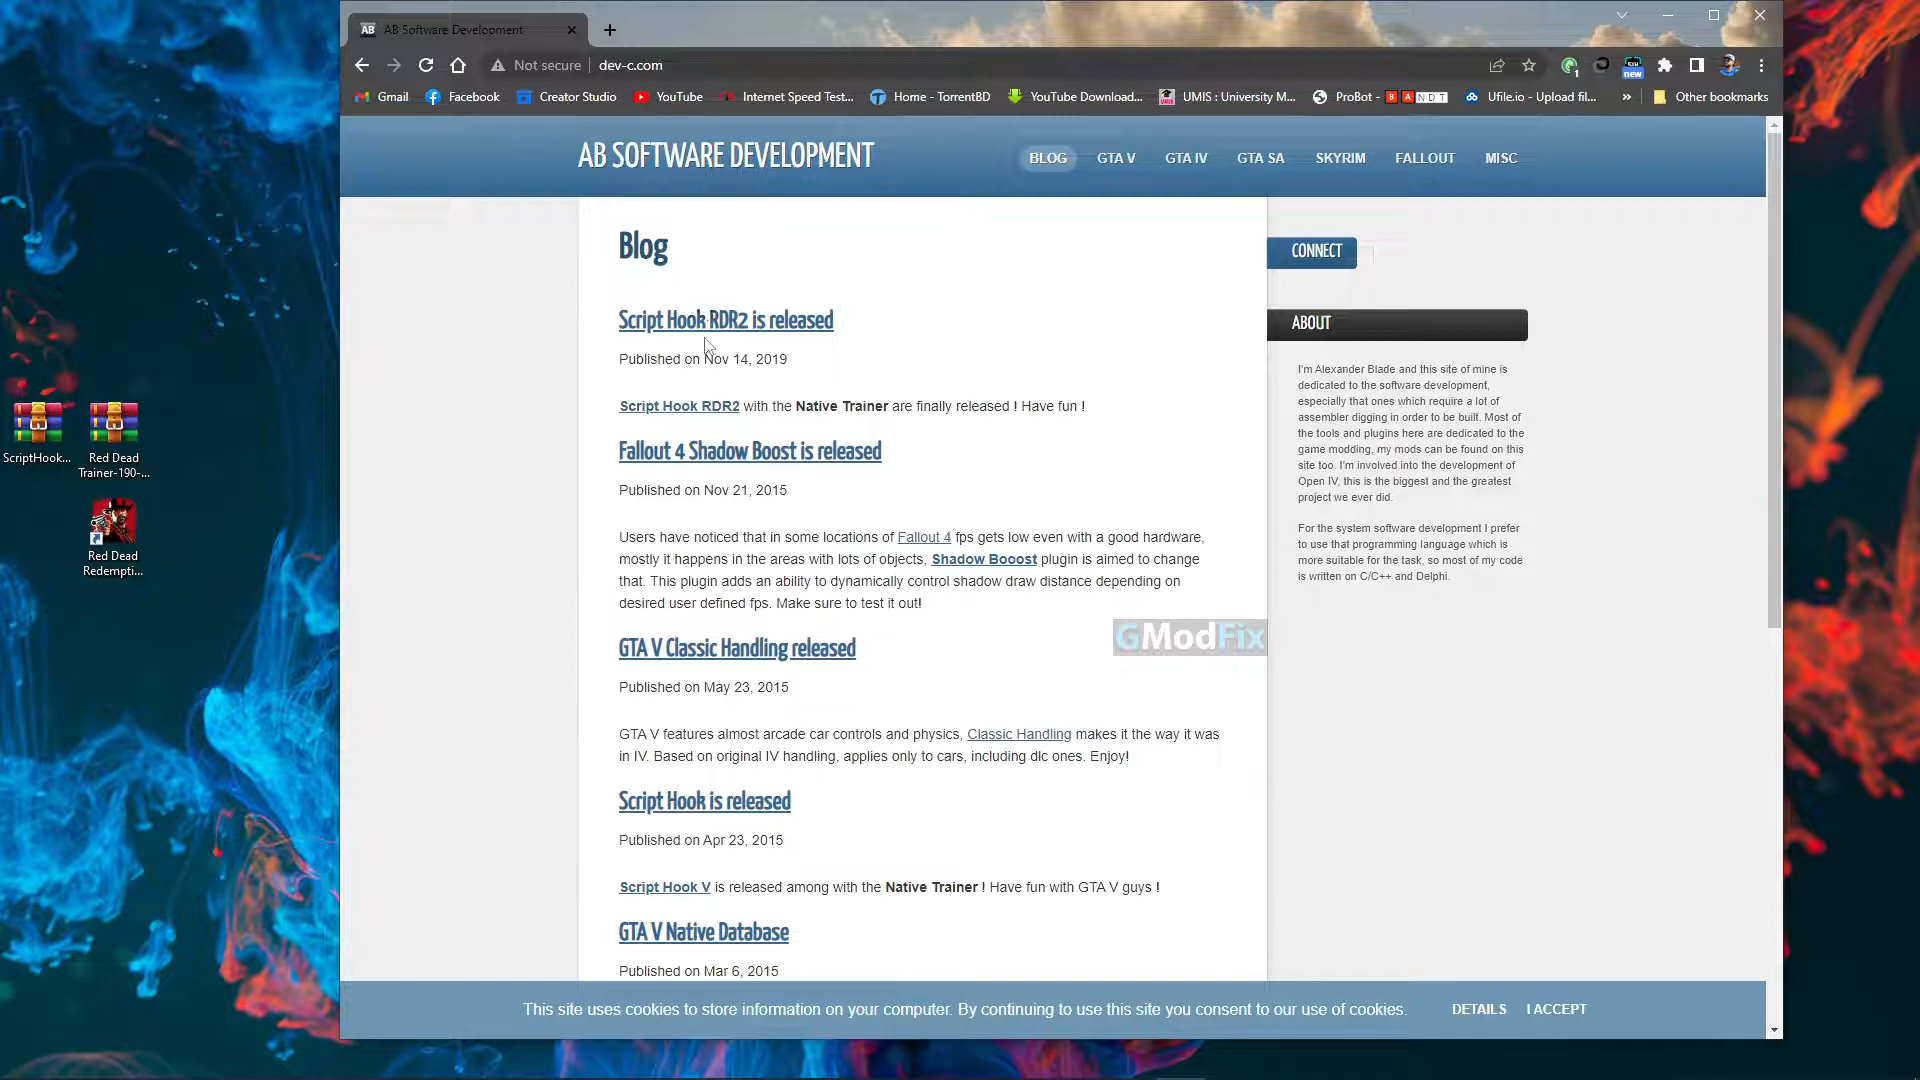 AB AB Software Development
Not secure dev-c.com
new
Gmail Facebook Creator Studio YouTube Internet Speed Test... Home - TorrentBD YouTube Download... UMIS : University M... ProBot - B A N D T Ufile.io - Upload fil... » Other bookmarks
AB SOFTWARE DEVELOPMENT
BLOG GTA V GTA IV GTA SA SKYRIM FALLOUT MISC
Blog
Script Hook RDR2 is released
Published on Nov 14, 2019
Script Hook RDR2 with the Native Trainer are finally released ! Have fun !
Fallout 4 Shadow Boost is released
Published on Nov 21, 2015
Users have noticed that in some locations of Fallout 4 fps gets low even with a good hardware,
mostly it happens in the areas with lots of objects, Shadow Booost plugin is aimed to change
that. This plugin adds an ability to dynamically control shadow draw distance depending on
desired user defined fps. Make sure to test it out!
GTA V Classic Handling released
Published on May 23, 2015
GTA V features almost arcade car controls and physics, Classic Handling makes it the way it was
in IV. Based on original IV handling, applies only to cars, including dlc ones. Enjoy!
Script Hook is released
Published on Apr 23, 2015
Script Hook V is released among with the Native Trainer ! Have fun with GTA V guys !
GTA V Native Database
Published on Mar 6, 2015
CONNECT
ABOUT
I'm Alexander Blade and this site of mine is
dedicated to the software development,
especially that ones which require a lot of
assembler digging in order to be built. Most of
the tools and plugins here are dedicated to the
game modding, my mods can be found on this
site too. I'm involved into the development of
Open IV, this is the biggest and the greatest
project we ever did.
For the system software development I prefer
to use that programming language which is
more suitable for the task, so most of my code
is written on C/C++ and Delphi.
GModFix
This site uses cookies to store information on your computer. By continuing to use this site you consent to our use of cookies. DETAILS I ACCEPT
ScriptHook...
Red Dead
Trainer-190-...
Red Dead
Redempti...